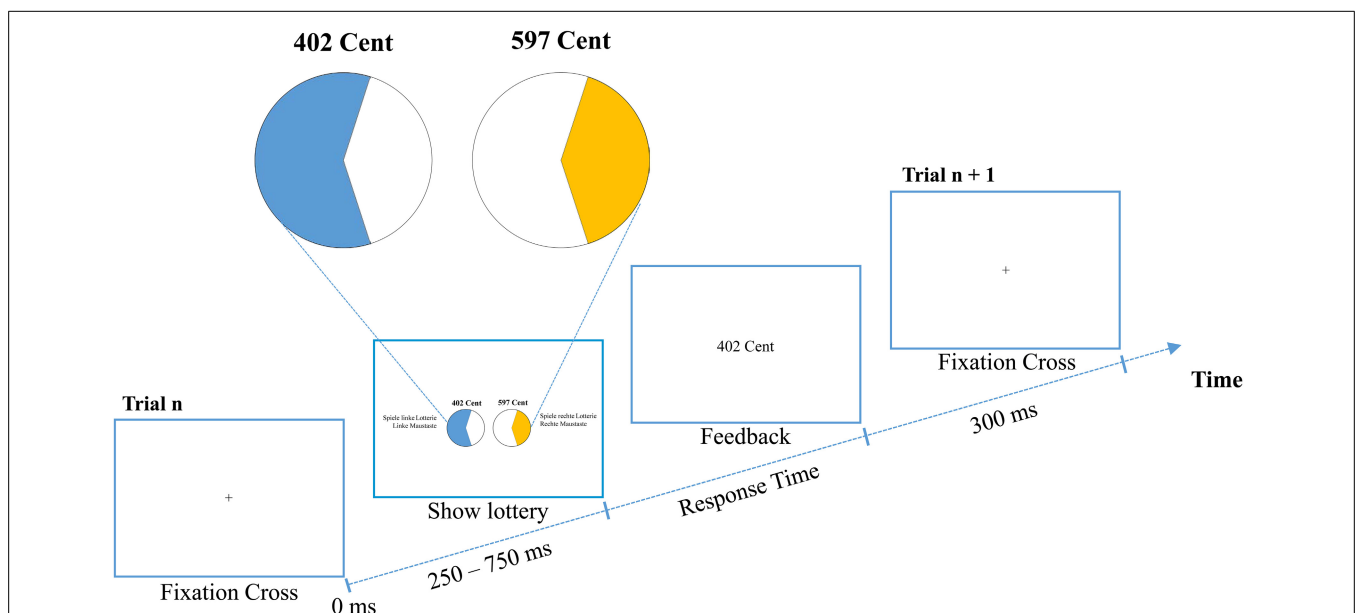 402 Cent
597 Cent
Trial n + 1
+
Fixation Cross
Time
402 Cent
Feedback
300 ms
Response Time
402 Cent
597 Cent
Spiele linke Lotterie
Linke Maustaste
Spiele rechte Lotterie
Rechte Maustaste
Show lottery
250 – 750 ms
Trial n
+
Fixation Cross
0 ms